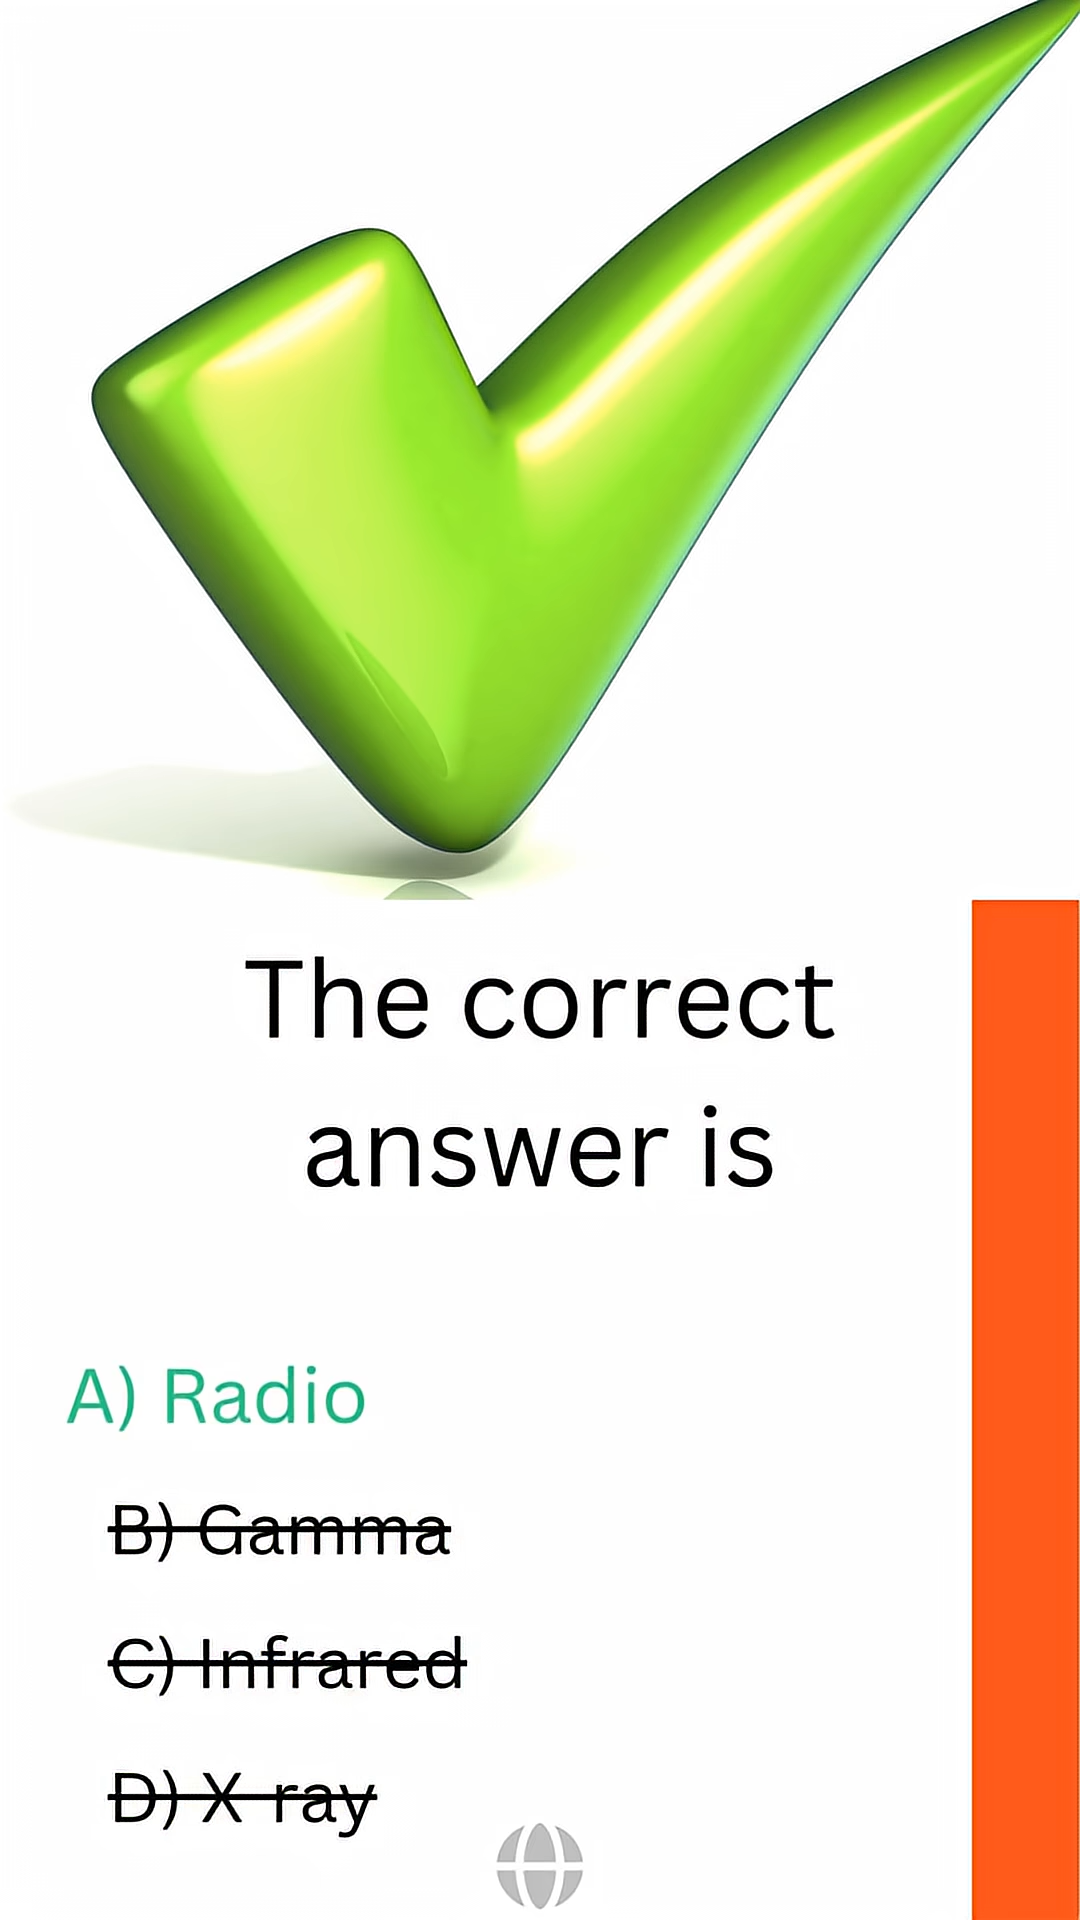 The correct
answer is
A) Radio
B) Gamma
C) Infrared
D) X-ray